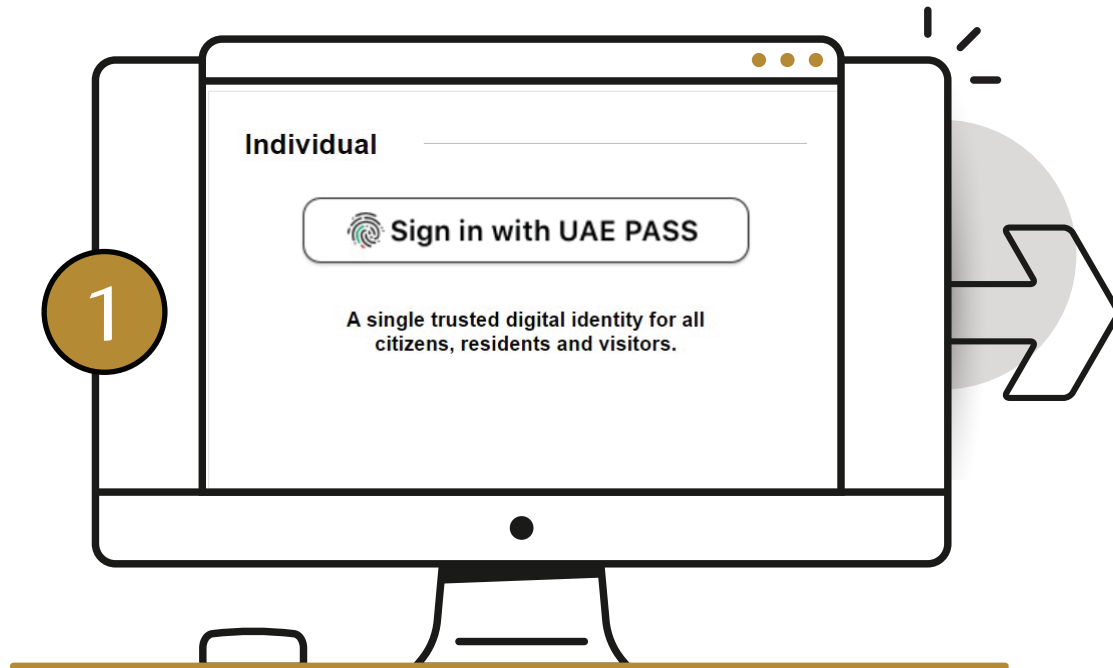 Individual
Sign in with UAE PASS
1
A single trusted digital identity for all
citizens, residents and visitors.